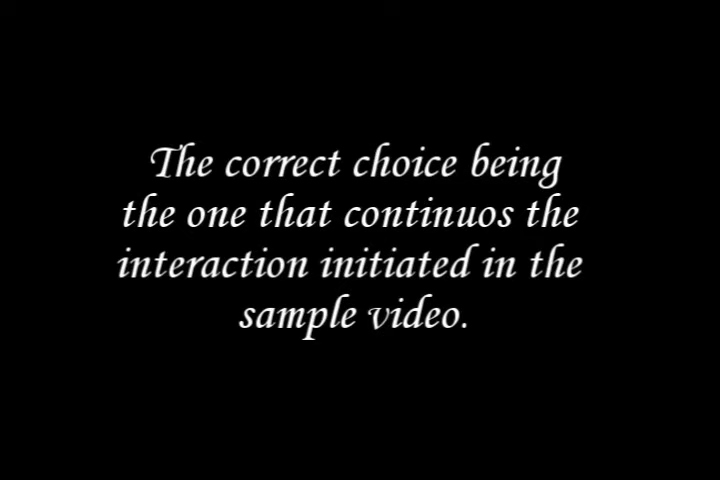 The correct choice being
the one that continuos the
interaction initiated in the
sample video.